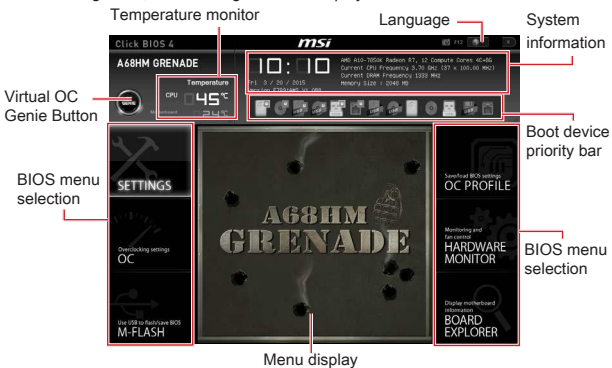 Temperature monitor
Language
System
information
Virtual OC
Genie Button
Boot device
priority bar
BIOS menu
selection
BIOS menu
selection
Menu display
Click BIOS 4
msi
F12
A68HM GRENADE
GENIE
Temperature
CPU 45°C
Motherboard 24°C
10:10
Fri 3 / 20 / 2015
AMD A10-7850K Radeon R7, 12 Compute Cores 4C+8G
Current CPU Frequency 3.70 GHz (37 x 100.00 MHz)
Current DRAM Frequency 1333 MHz
Memory Size : 2048 MB
SETTINGS
Overclocking settings
OC
Use USB to flash/save BIOS
M-FLASH
A68HM
GRENADE
Save/load BIOS settings
OC PROFILE
Monitoring and
fan control
HARDWARE
MONITOR
Display motherboard
information
BOARD
EXPLORER